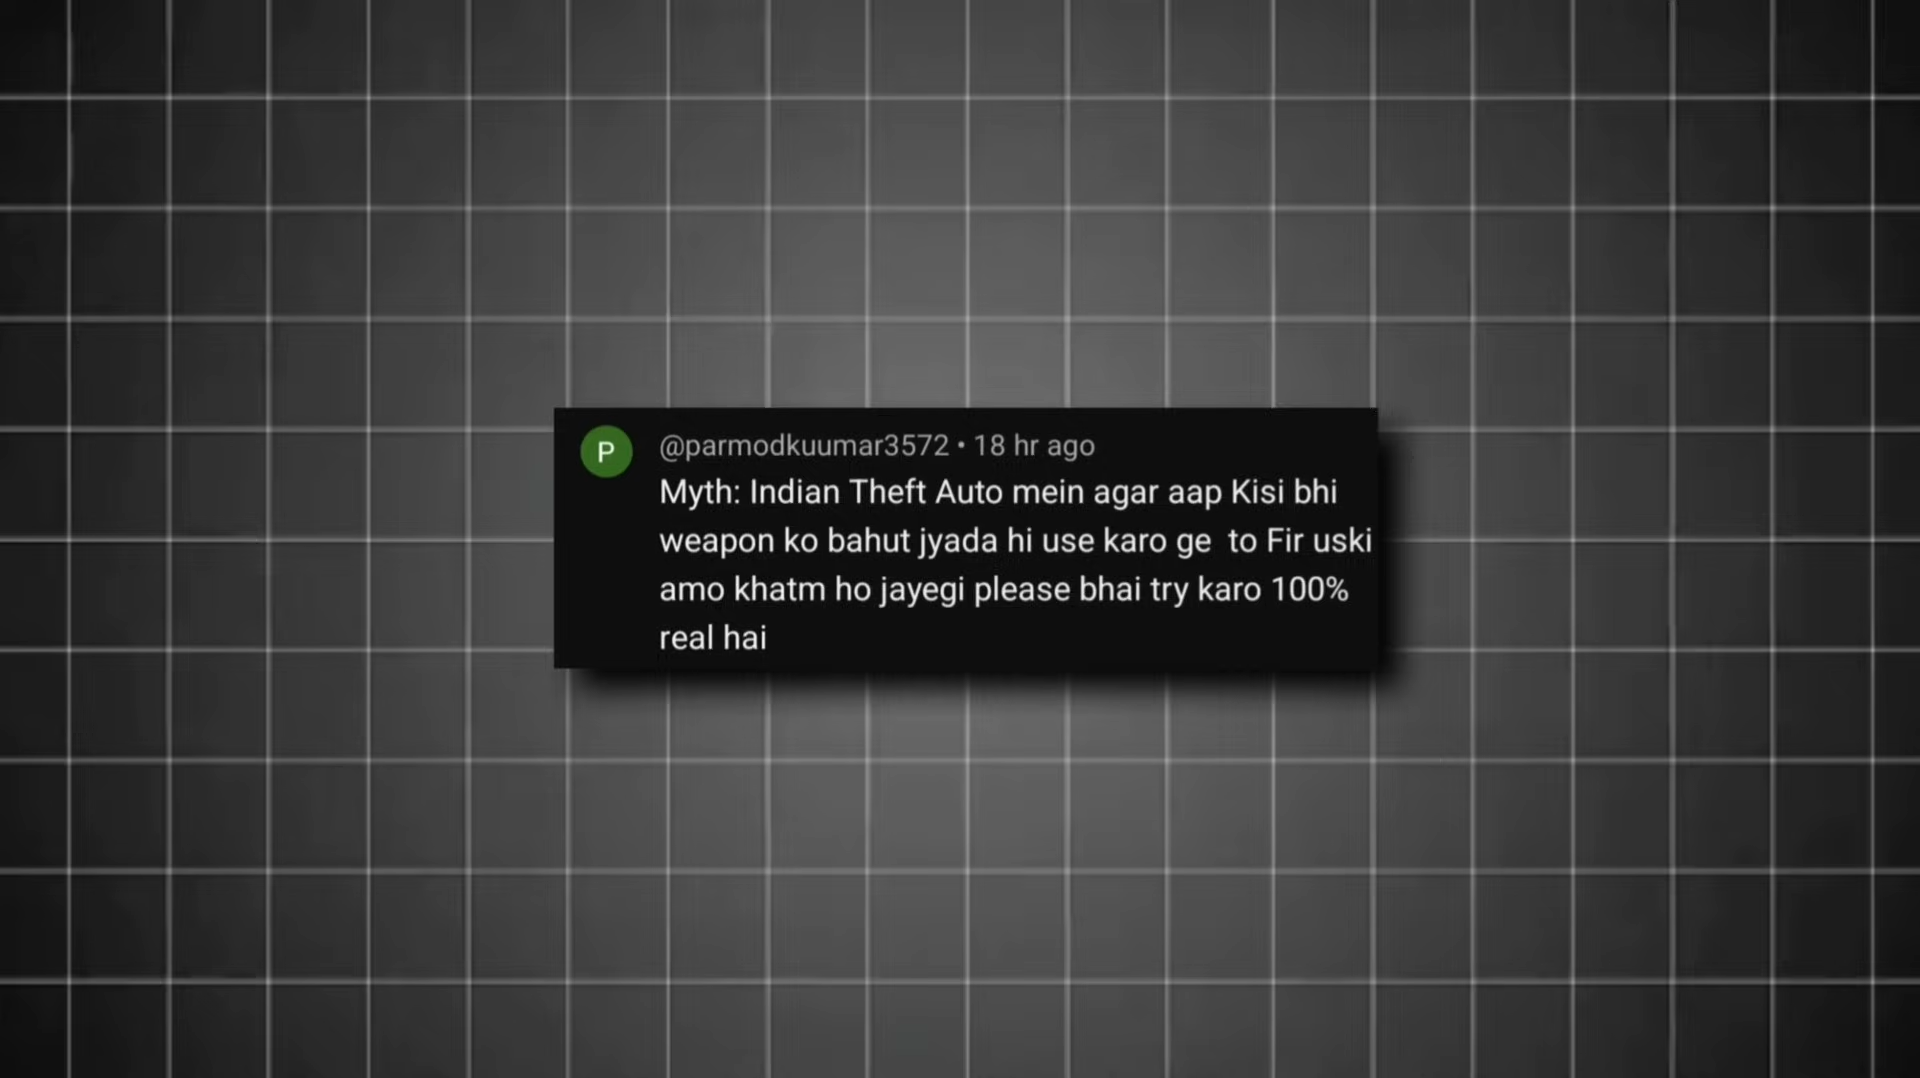 P
@parmodkuumar3572 • 18 hr ago
Myth: Indian Theft Auto mein agar aap Kisi bhi
weapon ko bahut jyada hi use karo ge  to Fir uski
amo khatm ho jayegi please bhai try karo 100%
real hai